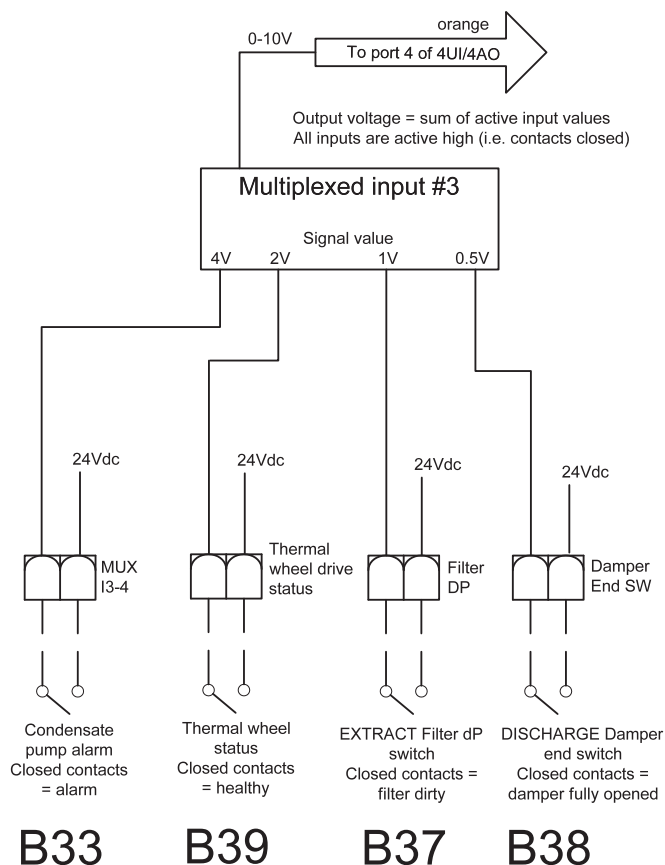 orange
0-10V
To port 4 of 4UI/4AO
Output voltage = sum of active input values
All inputs are active high (i.e. contacts closed)
Multiplexed input #3
Signal value
4V 2V 1V 0.5V
24Vdc 24Vdc 24Vdc 24Vdc
MUX
I3-4
Thermal
wheel drive
status
Filter
DP
Damper
End SW
Condensate
pump alarm
Closed contacts
= alarm
Thermal wheel
status
Closed contacts
= healthy
EXTRACT Filter dP
switch
Closed contacts =
filter dirty
DISCHARGE Damper
end switch
Closed contacts =
damper fully opened
B33 B39 B37 B38